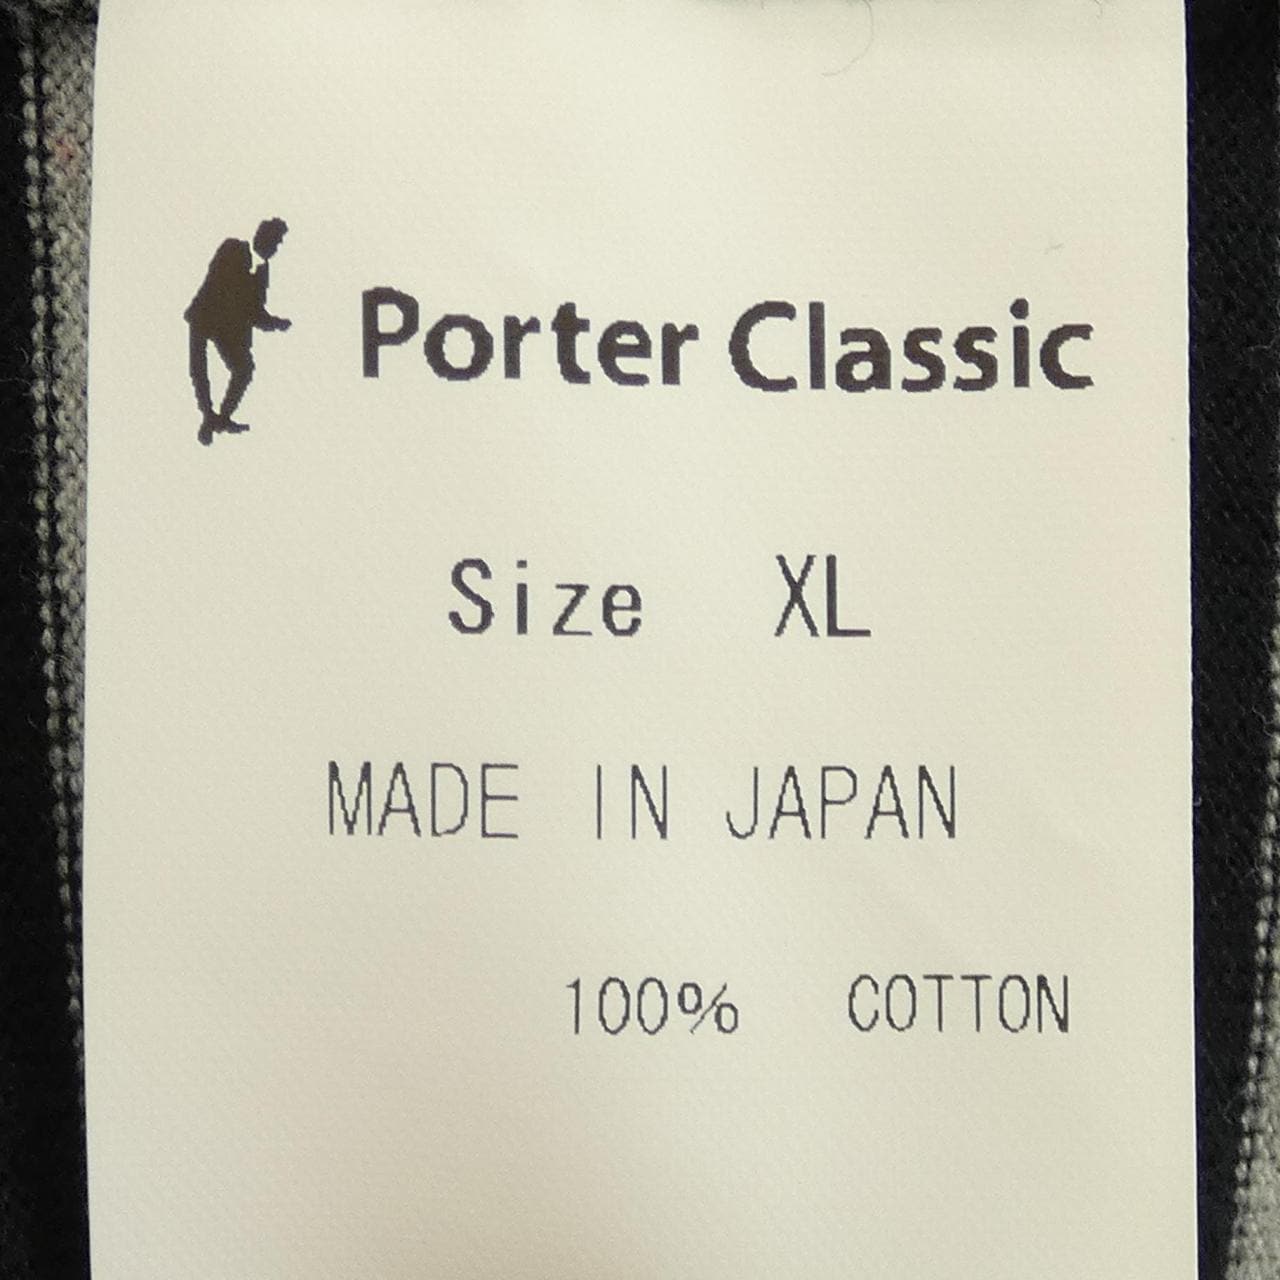 Porter Classic
Size XL
MADE IN JAPAN
100% COTTON